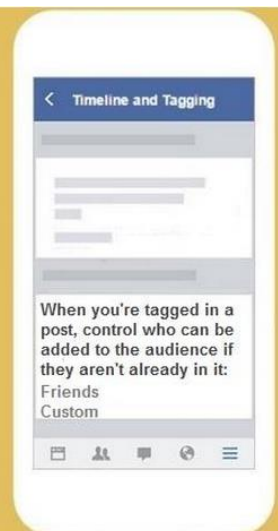 Timeline and Tagging
When you're tagged in a
post, control who can be
added to the audience if
they aren't already in it:
Friends
Custom